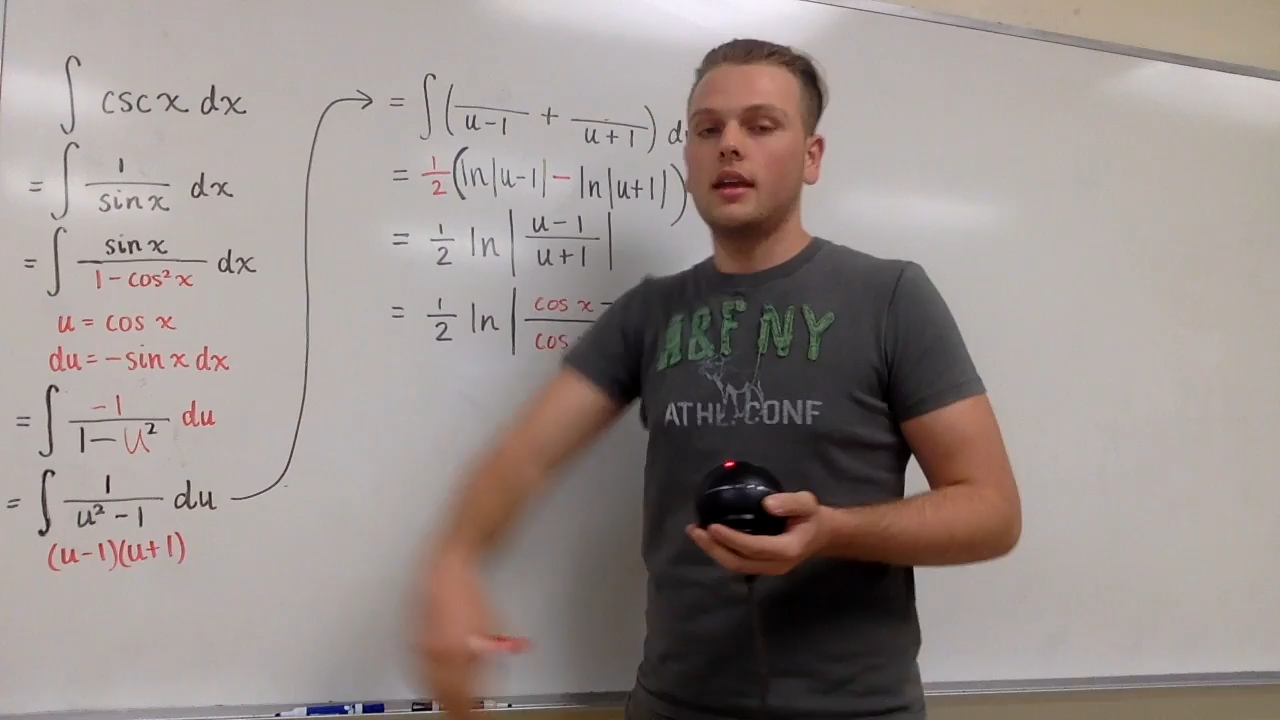 ∫ csc x dx
= ∫ 1/sin x dx
= ∫ sin x/(1 - cos² x) dx
u = cos x
du = - sin x dx
= ∫ -1/(1 - u²) du
= ∫ 1/(u² - 1) du
(u-1)(u+1)
= ∫ ( /(u-1) + /(u+1) ) d
= 1/2 (ln|u-1| - ln|u+1|)
= 1/2 ln |(u-1)/(u+1)|
= 1/2 ln | cos x - / cos
A&F NY
ATHL CONF